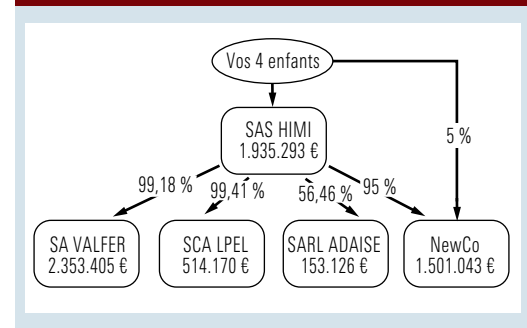 Vos 4 enfants
SAS HIMI
1.935.293 €
5 %
99,18 %
99,41 %
56,46 %
95 %
SA VALFER
2.353.405 €
SCA LPEL
514.170 €
SARL ADAISE
153.126 €
NewCo
1.501.043 €